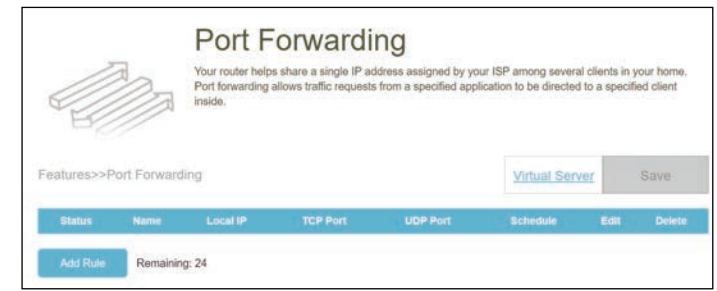 Port Forwarding
Your router helps share a single IP address assigned by your ISP among several clients in your home.
Port forwarding allows traffic requests from a specified application to be directed to a specified client
inside.
Features>>Port Forwarding
Virtual Server
Save
Status Name Local IP TCP Port UDP Port Schedule Edit Delete
Add Rule Remaining: 24